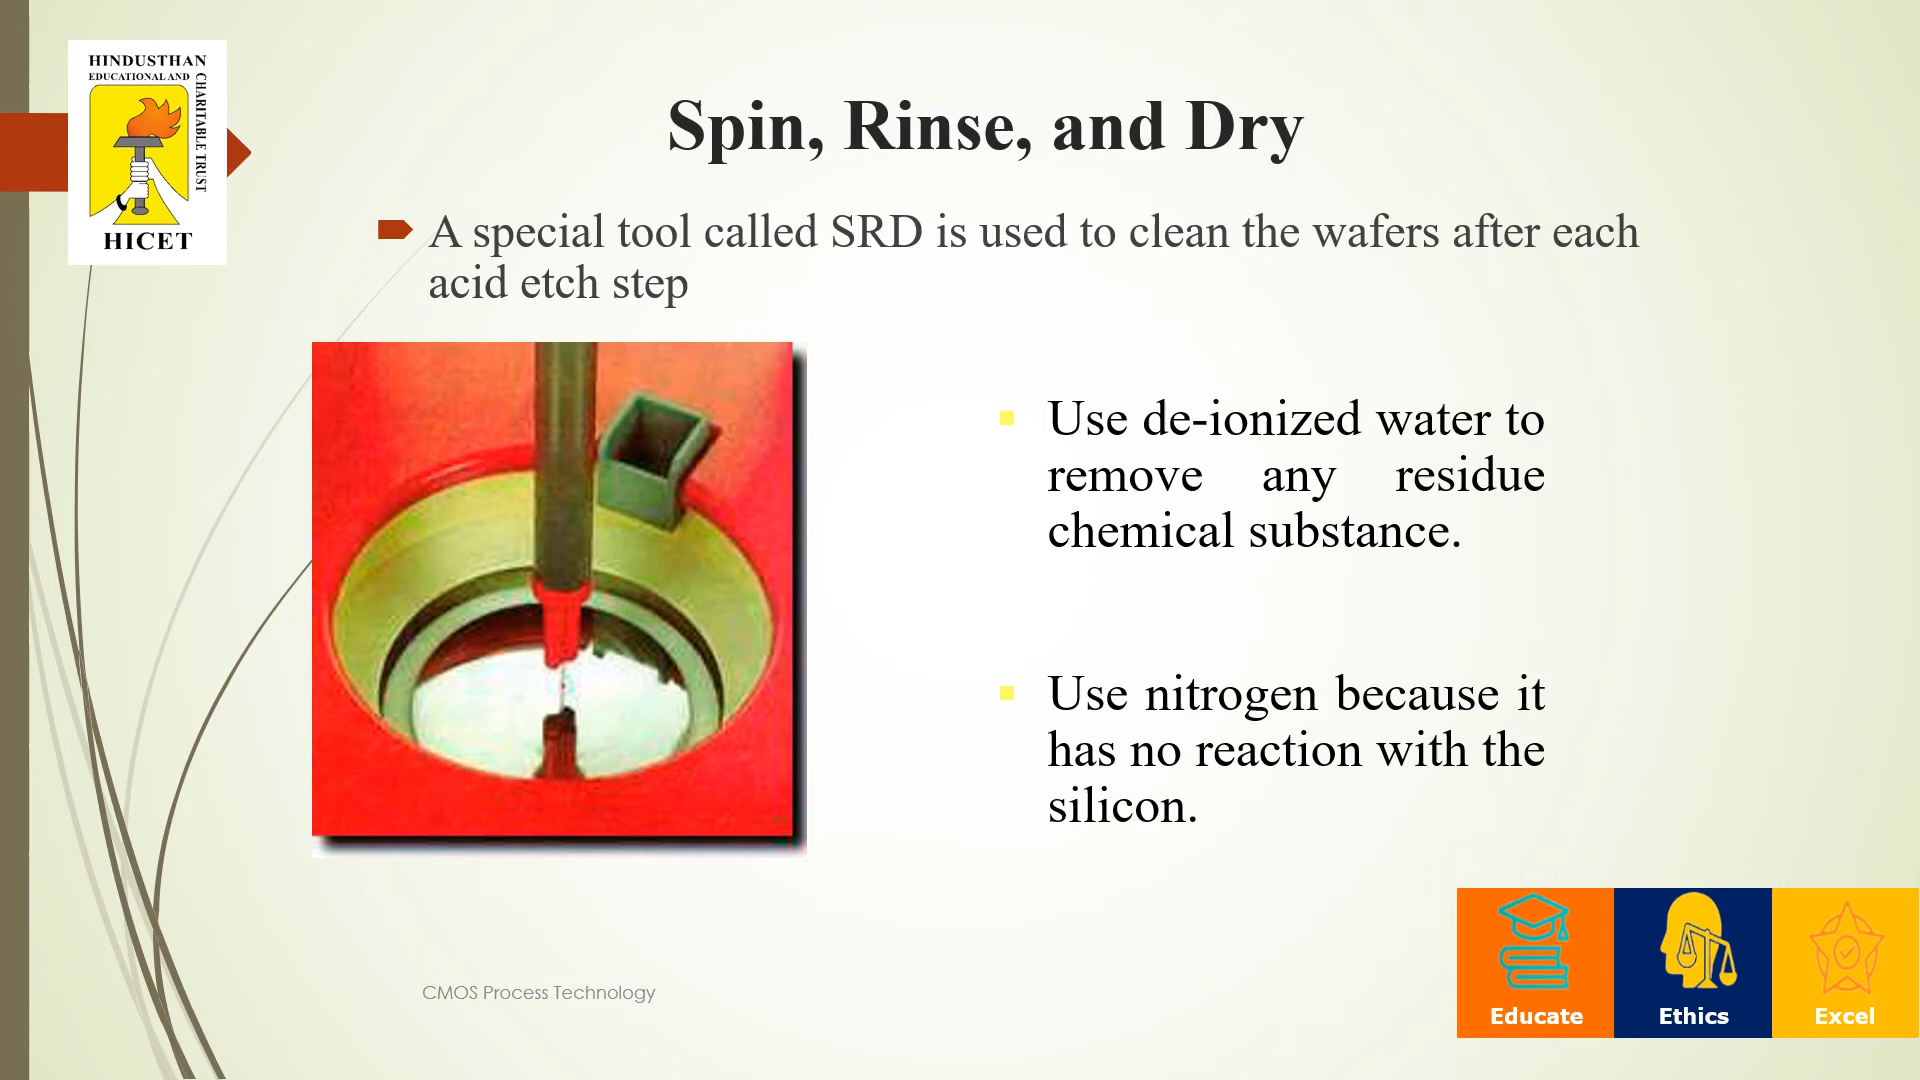 HINDUSTHAN
EDUCATIONAL AND
CHARITABLE TRUST
HICET
Spin, Rinse, and Dry
A special tool called SRD is used to clean the wafers after each
acid etch step
Use de-ionized water to
remove any residue
chemical substance.
Use nitrogen because it
has no reaction with the
silicon.
CMOS Process Technology
Educate
Ethics
Excel